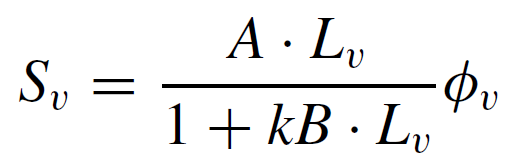 $S_v = \frac{A \cdot L_v}{1 + kB \cdot L_v} \phi_v$